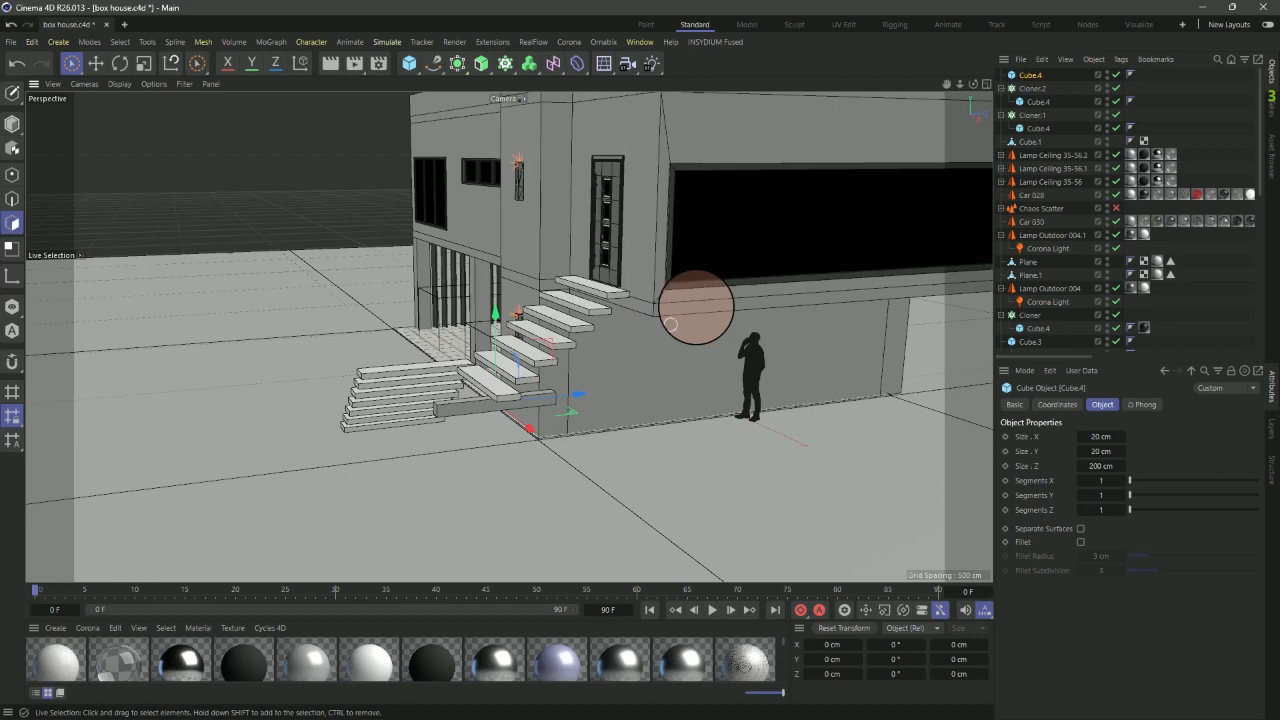 Cinema 4D R26.013 - [box house.c4d *] - Main
box house.c4d *
Paint Standard Model Sculpt UV Edit Rigging Animate Track Script Nodes Visualize New Layouts
File Edit Create Modes Select Tools Spline Mesh Volume MoGraph Character Animate Simulate Tracker Render Extensions RealFlow Corona Ornatrix Window Help INSYDIUM Fused
File Edit View Object Tags Bookmarks
X Y Z
View Cameras Display Options Filter Panel
Perspective
Camera
Live Selection
Grid Spacing : 500 cm
Cube.4
Cloner.2
Cube.4
Cloner.1
Cube.4
Cube.1
Lamp Ceiling 35-56.2
Lamp Ceiling 35-56.1
Lamp Ceiling 35-56
Car 028
Chaos Scatter
Car 030
Lamp Outdoor 004.1
Corona Light
Plane
Plane.1
Lamp Outdoor 004
Corona Light
Cloner
Cube.4
Cube.3
Objects
Asset Browser
Attributes
Layers
Structure
Mode Edit User Data
Cube Object [Cube.4]
Custom
Basic Coordinates Object Phong
Object Properties
Size . X 20 cm
Size . Y 20 cm
Size . Z 200 cm
Segments X 1
Segments Y 1
Segments Z 1
Separate Surfaces
Fillet
Fillet Radius 3 cm
Fillet Subdivision 3
0 5 10 15 20 25 30 35 40 45 50 55 60 65 70 75 80 85 90 0 F
0 F 0 F 90 F 90 F
Create Corona Edit View Select Material Texture Cycles 4D
Reset Transform Object (Rel) Size
X 0 cm 0 ° 0 cm
Y 0 cm 0 ° 0 cm
Z 0 cm 0 ° 0 cm
Live Selection: Click and drag to select elements. Hold down SHIFT to add to the selection, CTRL to remove.